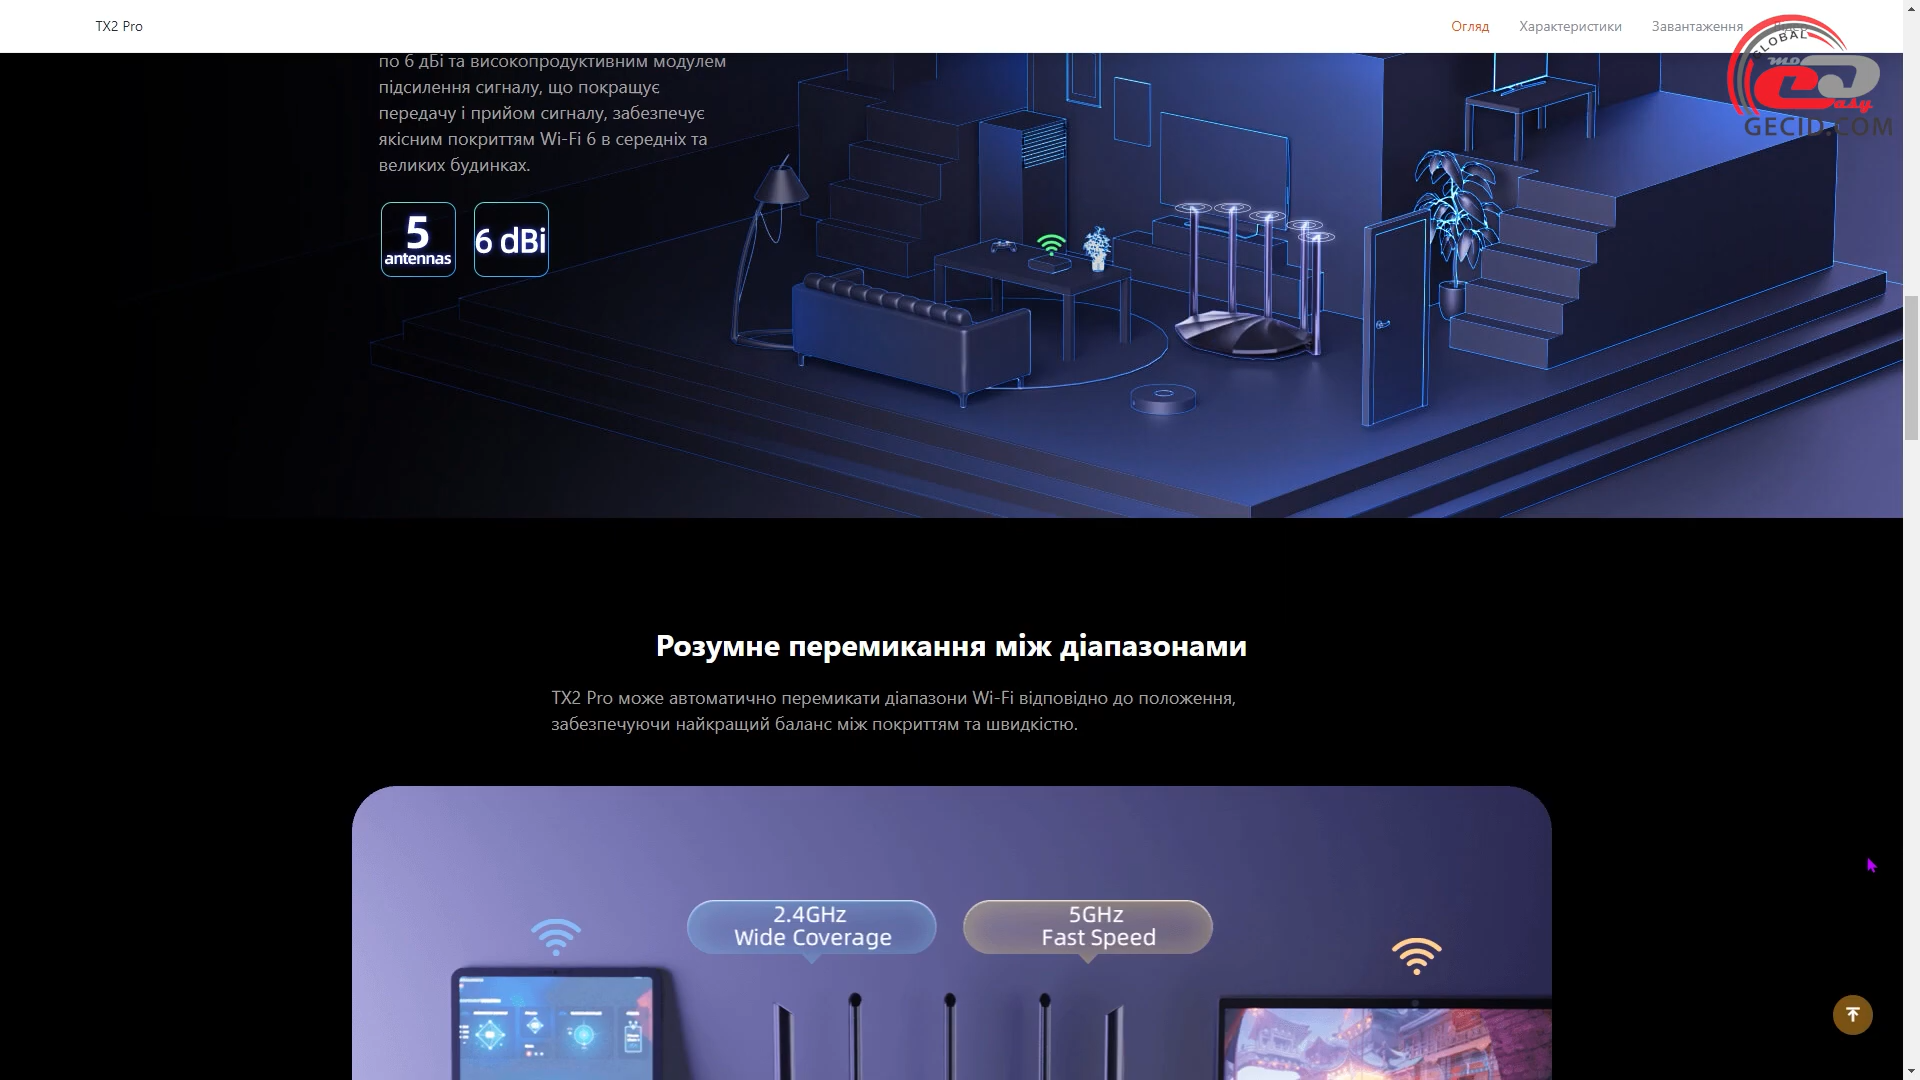 TX2 Pro
Огляд
Характеристики
Завантаження
GLOBAL
GECID.COM
по 6 дБі та високопродуктивним модулем
підсилення сигналу, що покращує
передачу і прийом сигналу, забезпечує
якісним покриттям Wi-Fi 6 в середніх та
великих будинках.
5
antennas
6 dBi
Розумне перемикання між діапазонами
TX2 Pro може автоматично перемикати діапазони Wi-Fi відповідно до положення,
забезпечуючи найкращий баланс між покриттям та швидкістю.
2.4GHz
Wide Coverage
5GHz
Fast Speed